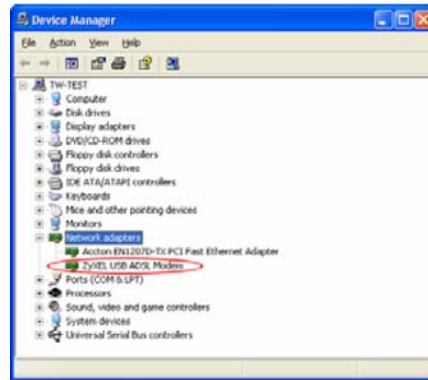 Device Manager
File Action View Help
TW-TEST
Computer
Disk drives
Display adapters
DVD/CD-ROM drives
Floppy disk controllers
Floppy disk drives
IDE ATA/ATAPI controllers
Keyboards
Mice and other pointing devices
Monitors
Network adapters
Accton EN1207D-TX PCI Fast Ethernet Adapter
ZyXEL USB ADSL Modem
Ports (COM & LPT)
Processors
Sound, video and game controllers
System devices
Universal Serial Bus controllers